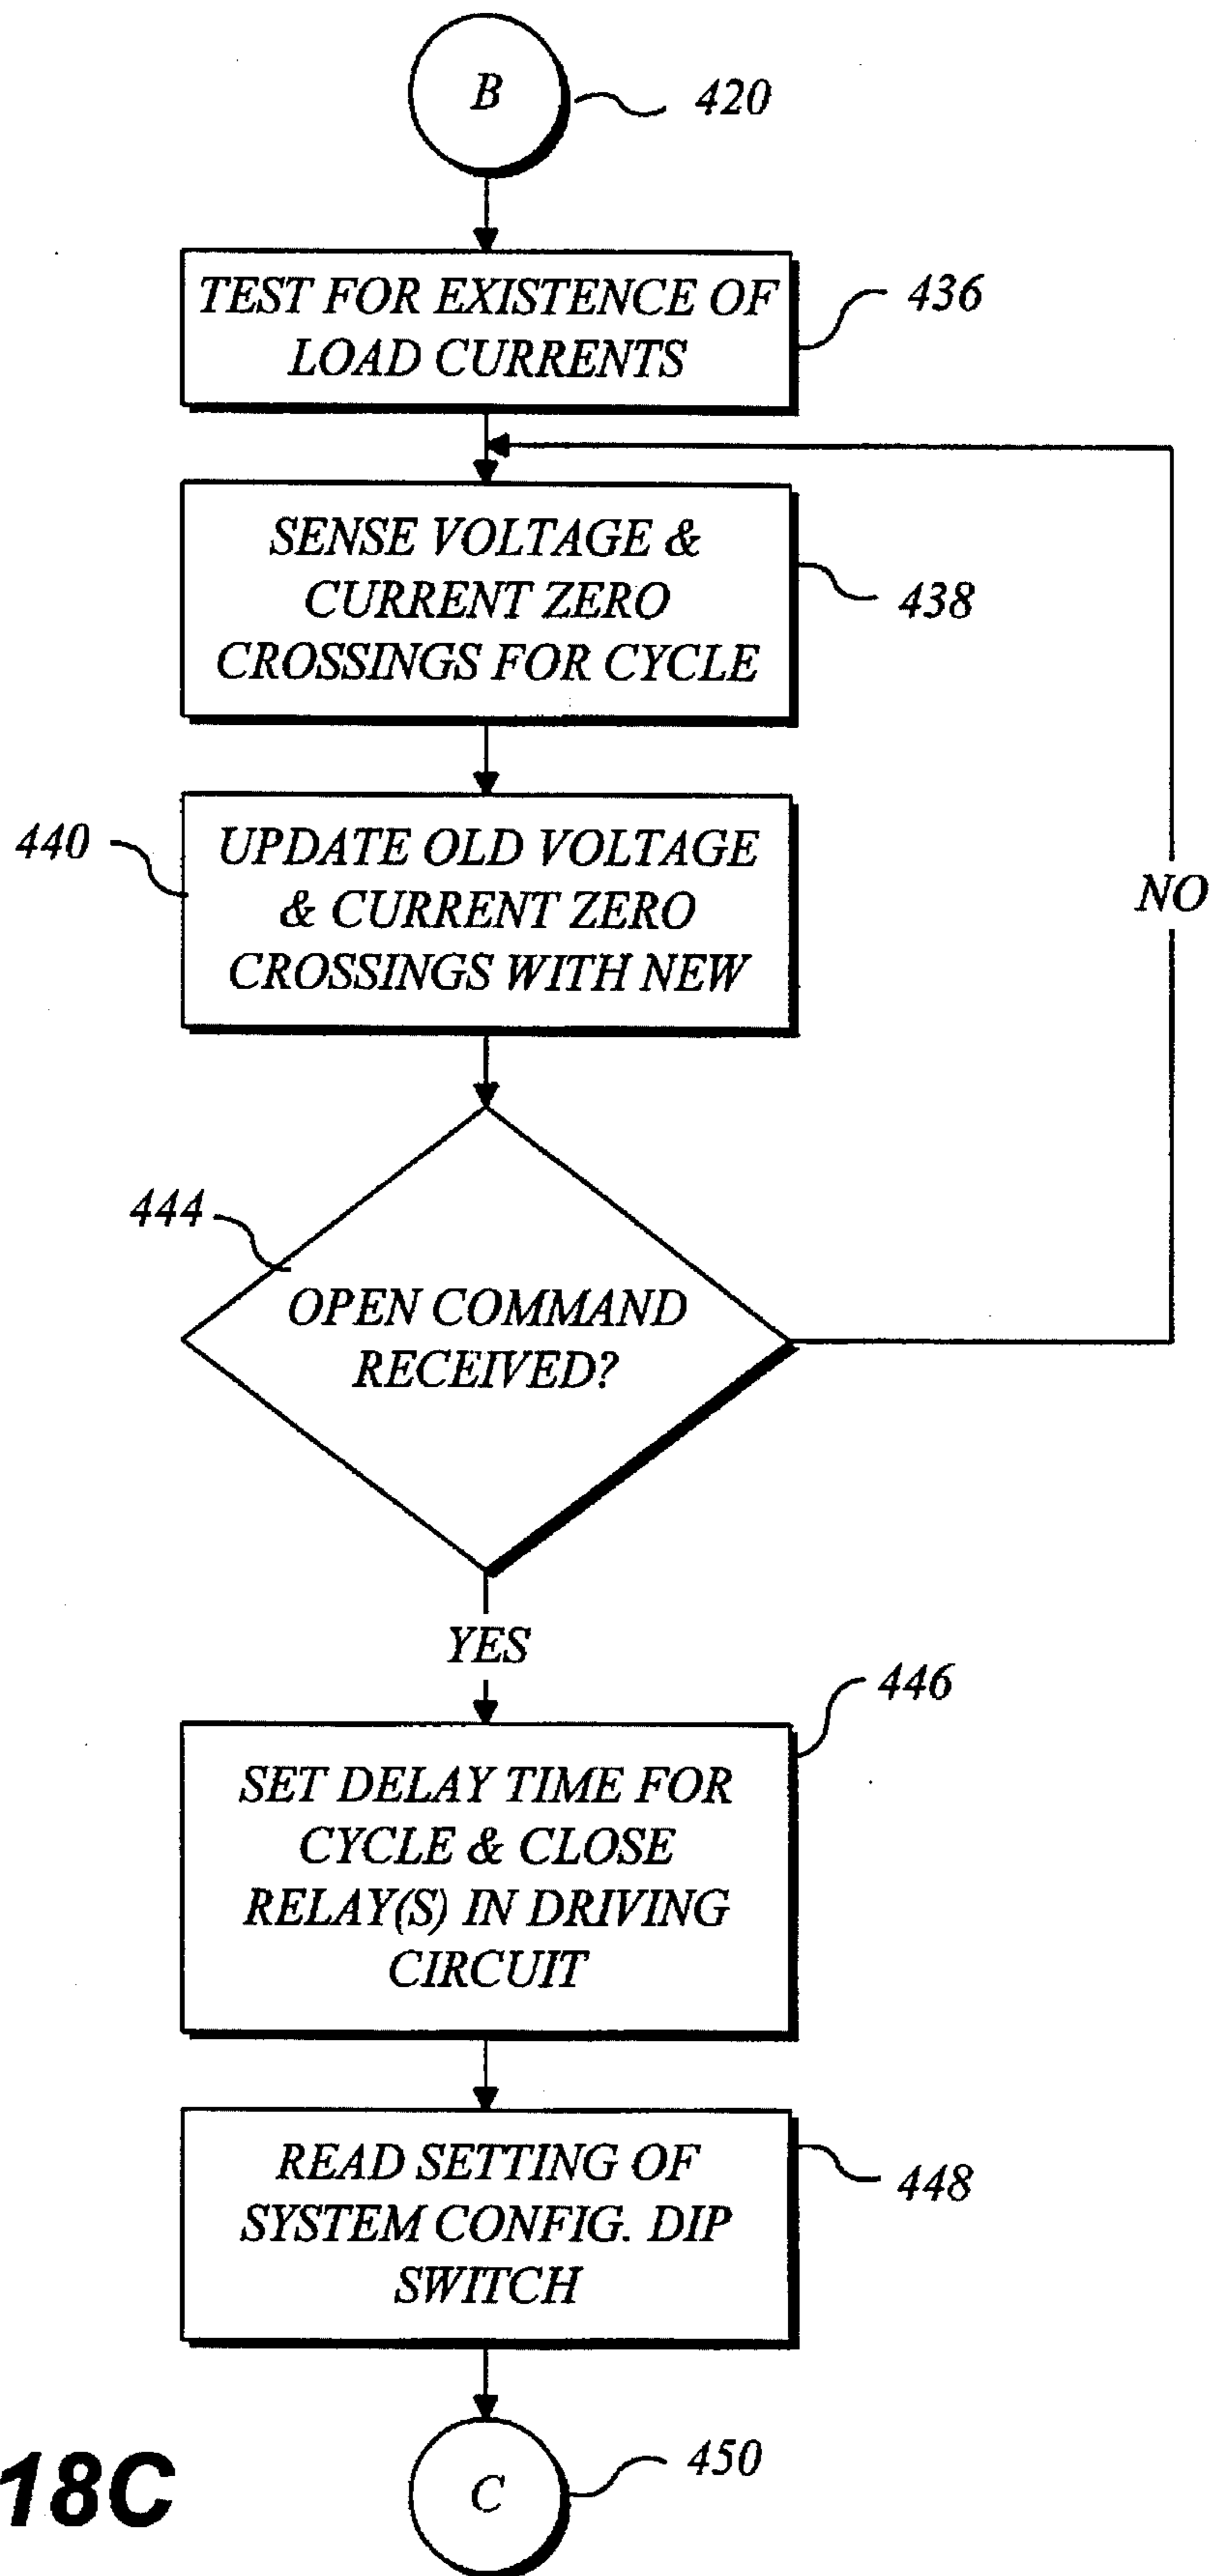 B
420
TEST FOR EXISTENCE OF
LOAD CURRENTS
436
SENSE VOLTAGE &
CURRENT ZERO
CROSSINGS FOR CYCLE
438
440
UPDATE OLD VOLTAGE
& CURRENT ZERO
CROSSINGS WITH NEW
NO
444
OPEN COMMAND
RECEIVED?
YES
446
SET DELAY TIME FOR
CYCLE & CLOSE
RELAY(S) IN DRIVING
CIRCUIT
READ SETTING OF
SYSTEM CONFIG. DIP
SWITCH
448
C
450
18C